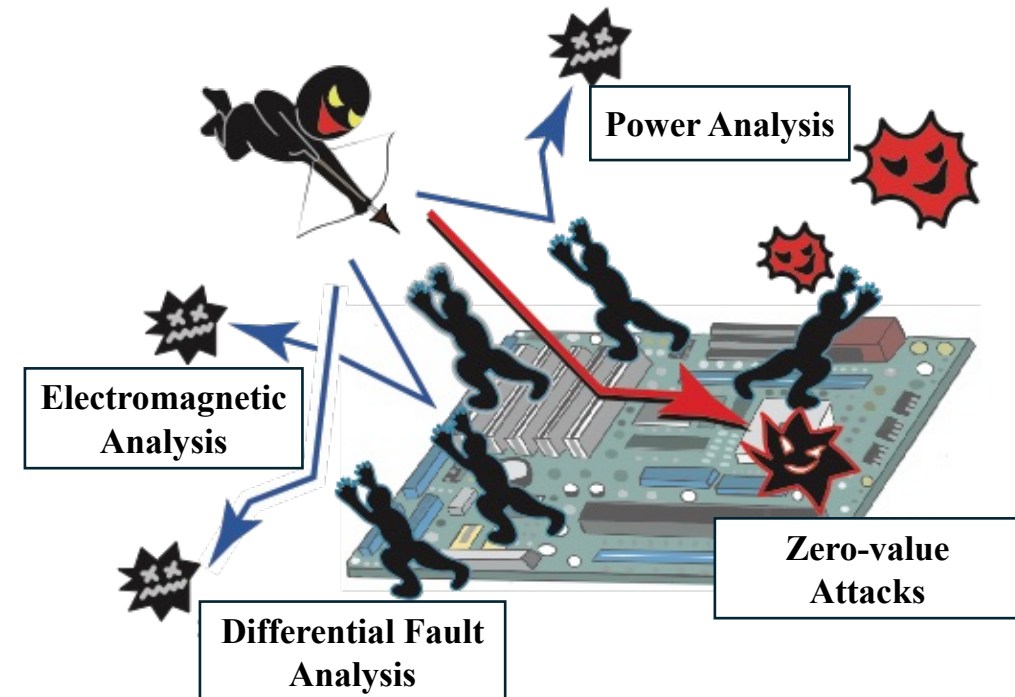 Power Analysis
Electromagnetic
Analysis
Zero-value
Attacks
Differential Fault
Analysis